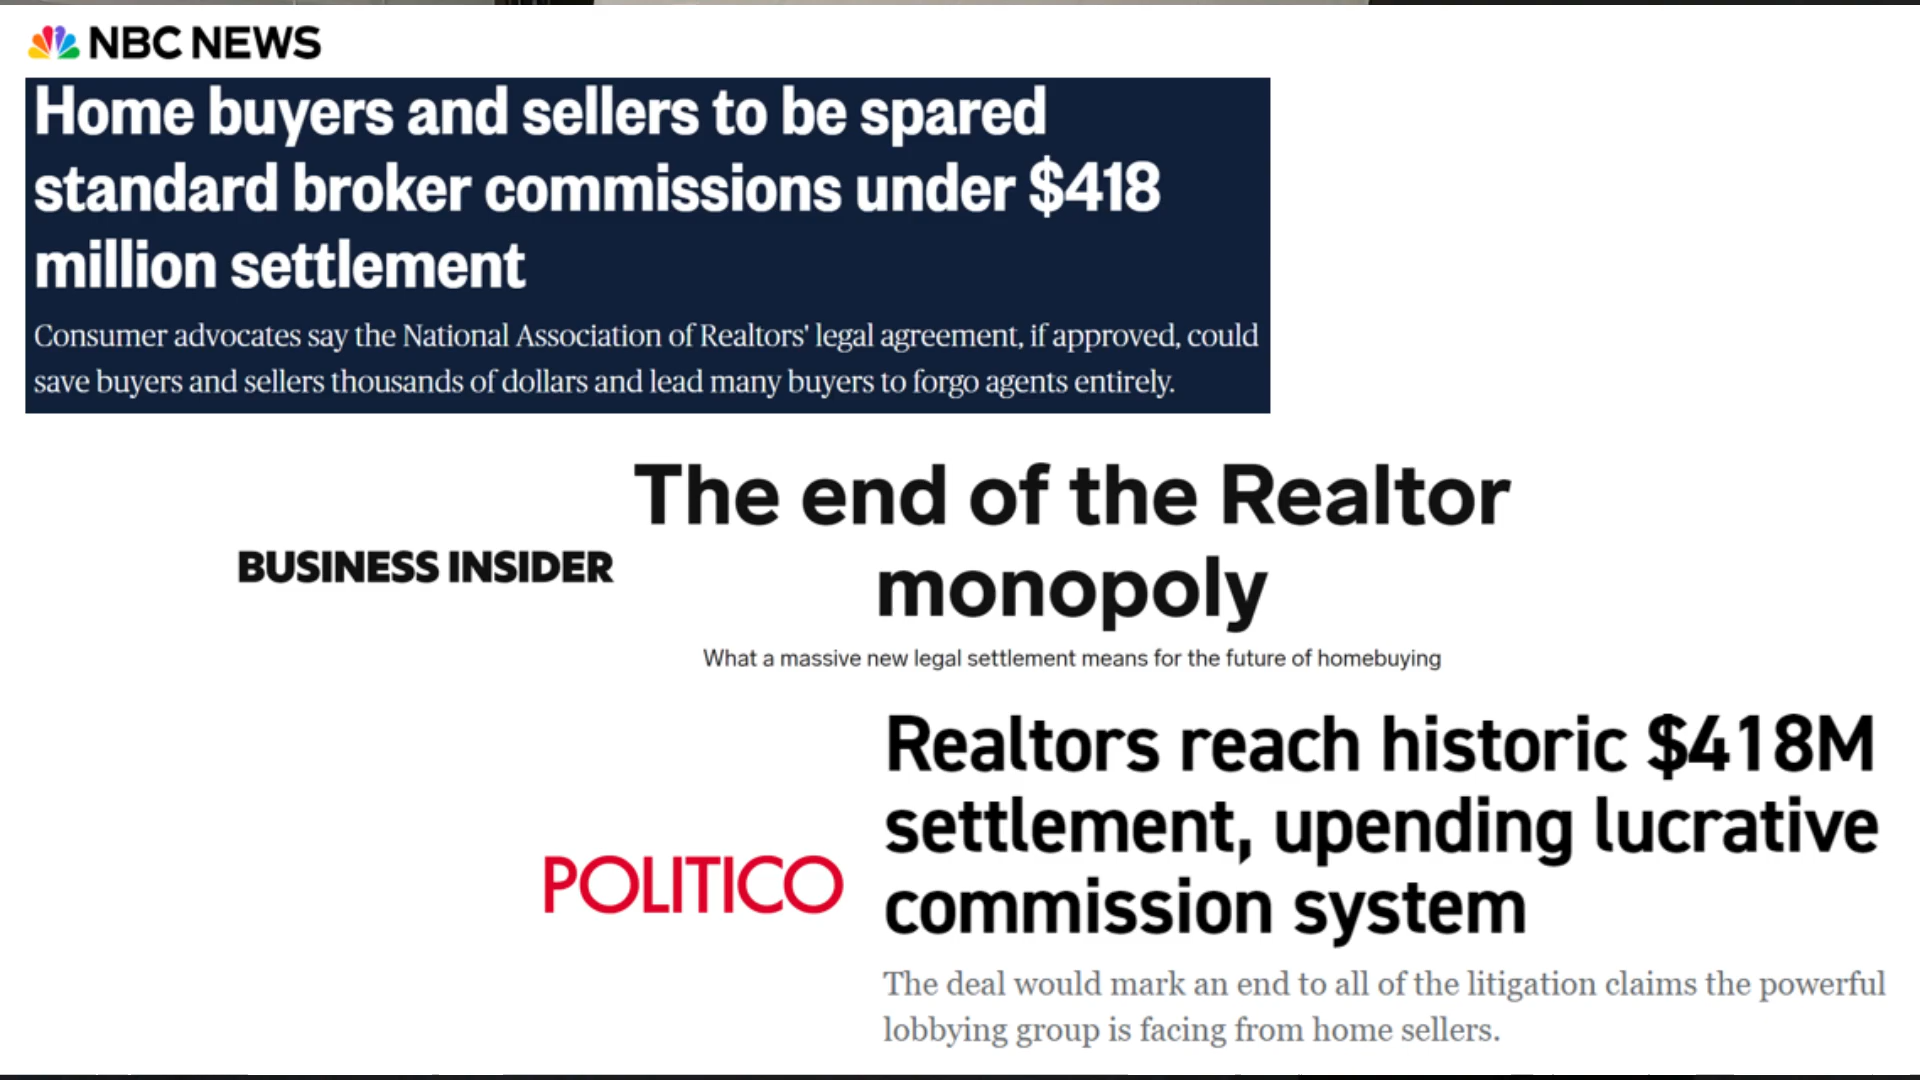 NBC NEWS
Home buyers and sellers to be spared
standard broker commissions under $418
million settlement
Consumer advocates say the National Association of Realtors' legal agreement, if approved, could
save buyers and sellers thousands of dollars and lead many buyers to forgo agents entirely.
BUSINESS INSIDER
The end of the Realtor
monopoly
What a massive new legal settlement means for the future of homebuying
POLITICO
Realtors reach historic $418M
settlement, upending lucrative
commission system
The deal would mark an end to all of the litigation claims the powerful
lobbying group is facing from home sellers.